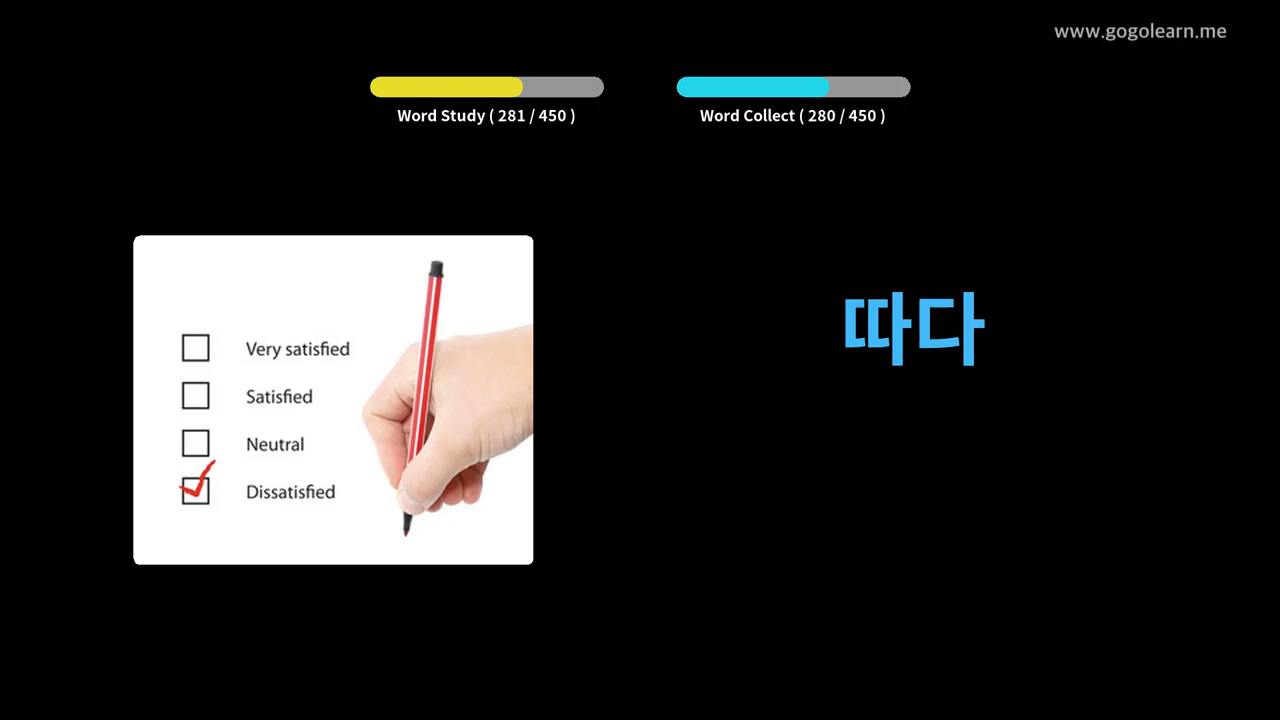 www.gogolearn.me
Word Study ( 281 / 450 )
Word Collect ( 280 / 450 )
따다
Very satisfied
Satisfied
Neutral
Dissatisfied